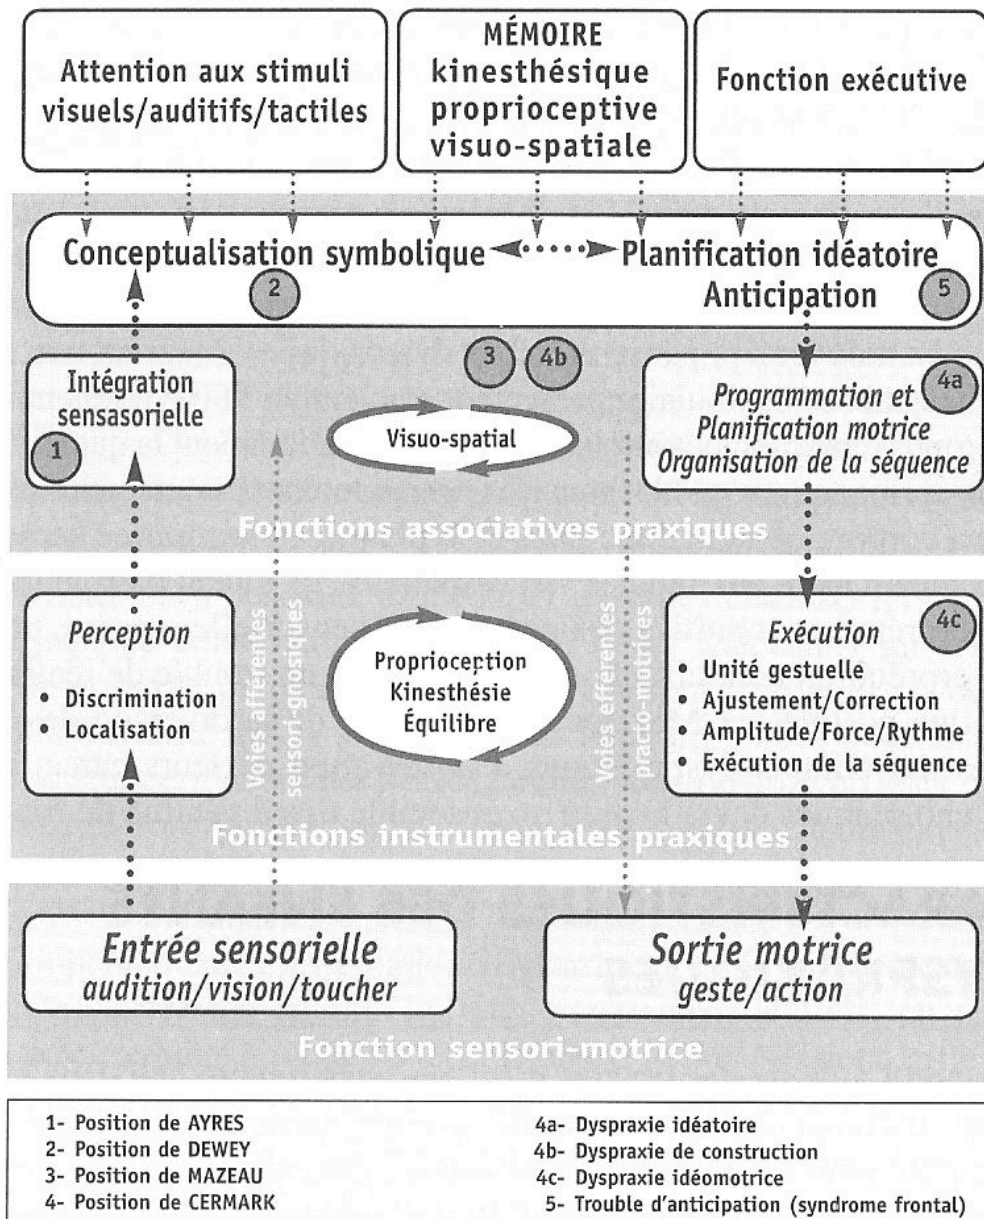 Attention aux stimuli
visuels/auditifs/tactiles
MÉMOIRE
kinesthésique
proprioceptive
visuo-spatiale
Fonction exécutive
Conceptualisation symbolique
2
Planification idéatoire
Anticipation
5
3
4b
Intégration
sensasorielle
1
Visuo-spatial
4a
Programmation et
Planification motrice
Organisation de la séquence
Fonctions associatives praxiques
Perception
• Discrimination
• Localisation
Voies afférentes
sensori-gnosiques
Proprioception
Kinesthésie
Équilibre
Voies efférentes
practo-motrices
4c
Exécution
• Unité gestuelle
• Ajustement/Correction
• Amplitude/Force/Rythme
• Exécution de la séquence
Fonctions instrumentales praxiques
Entrée sensorielle
audition/vision/toucher
Sortie motrice
geste/action
Fonction sensori-motrice
1- Position de AYRES
2- Position de DEWEY
3- Position de MAZEAU
4- Position de CERMARK
4a- Dyspraxie idéatoire
4b- Dyspraxie de construction
4c- Dyspraxie idéomotrice
5- Trouble d'anticipation (syndrome frontal)